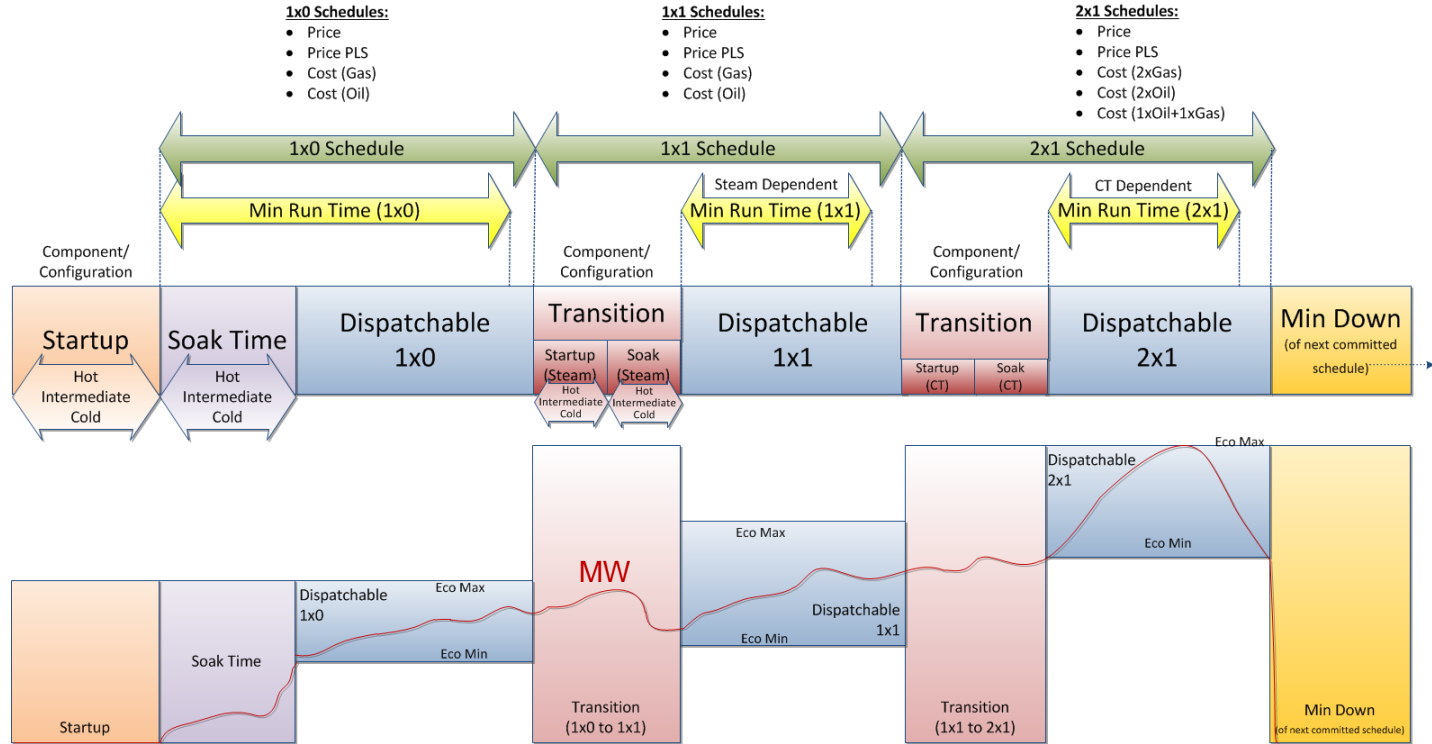 1x0 Schedules:
• Price
• Price PLS
• Cost (Gas)
• Cost (Oil)
1x1 Schedules:
• Price
• Price PLS
• Cost (Gas)
• Cost (Oil)
2x1 Schedules:
• Price
• Price PLS
• Cost (2xGas)
• Cost (2xOil)
• Cost (1xOil+1xGas)
1x0 Schedule
1x1 Schedule
2x1 Schedule
Min Run Time (1x0)
Steam Dependent
Min Run Time (1x1)
CT Dependent
Min Run Time (2x1)
Component/
Configuration
Component/
Configuration
Component/
Configuration
Startup
Hot
Intermediate
Cold
Soak Time
Hot
Intermediate
Cold
Dispatchable
1x0
Transition
Startup
(Steam)
Hot
Intermediate
Cold
Soak
(Steam)
Hot
Intermediate
Cold
Dispatchable
1x1
Transition
Startup
(CT)
Soak
(CT)
Dispatchable
2x1
Min Down
(of next committed
schedule)
Startup
Soak Time
Dispatchable
1x0
Eco Max
Eco Min
MW
Transition
(1x0 to 1x1)
Eco Max
Dispatchable
1x1
Eco Min
Transition
(1x1 to 2x1)
Eco Max
Dispatchable
2x1
Eco Min
Min Down
(of next committed schedule)